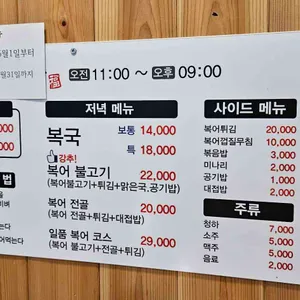 5월1일부터
월31일까지
오전 11:00 ~ 오후 09:00
저녁 메뉴
복국 보통 14,000
특 18,000
강추!
복어 불고기 22,000
(복어불고기+튀김+맑은국,공기밥)
복어 전골 20,000
(복어 전골+튀김+대접밥)
일품 복어 코스 29,000
(복어 불고기+전골+튀김)
사이드 메뉴
복어튀김 20,000
복어껍질무침 10,000
볶음밥 3,000
미나리 2,000
공기밥 1,000
대접밥 2,000
주류
청하 7,000
소주 5,000
맥주 5,000
음료 2,000
000
,000
법